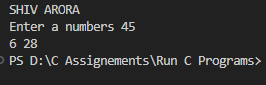 SHIV ARORA
Enter a numbers 45
6 28
PS D:\C Assignements\Run C Programs>